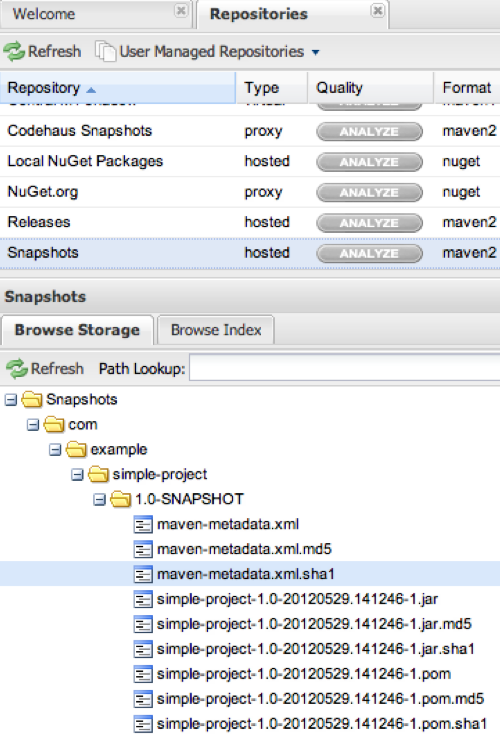 Welcome Repositories
Refresh User Managed Repositories
Repository Type Quality Format
Codehaus Snapshots proxy ANALYZE maven2
Local NuGet Packages hosted ANALYZE nuget
NuGet.org proxy ANALYZE nuget
Releases hosted ANALYZE maven2
Snapshots hosted ANALYZE maven2
Snapshots
Browse Storage Browse Index
Refresh Path Lookup:
Snapshots
com
example
simple-project
1.0-SNAPSHOT
maven-metadata.xml
maven-metadata.xml.md5
maven-metadata.xml.sha1
simple-project-1.0-20120529.141246-1.jar
simple-project-1.0-20120529.141246-1.jar.md5
simple-project-1.0-20120529.141246-1.jar.sha1
simple-project-1.0-20120529.141246-1.pom
simple-project-1.0-20120529.141246-1.pom.md5
simple-project-1.0-20120529.141246-1.pom.sha1